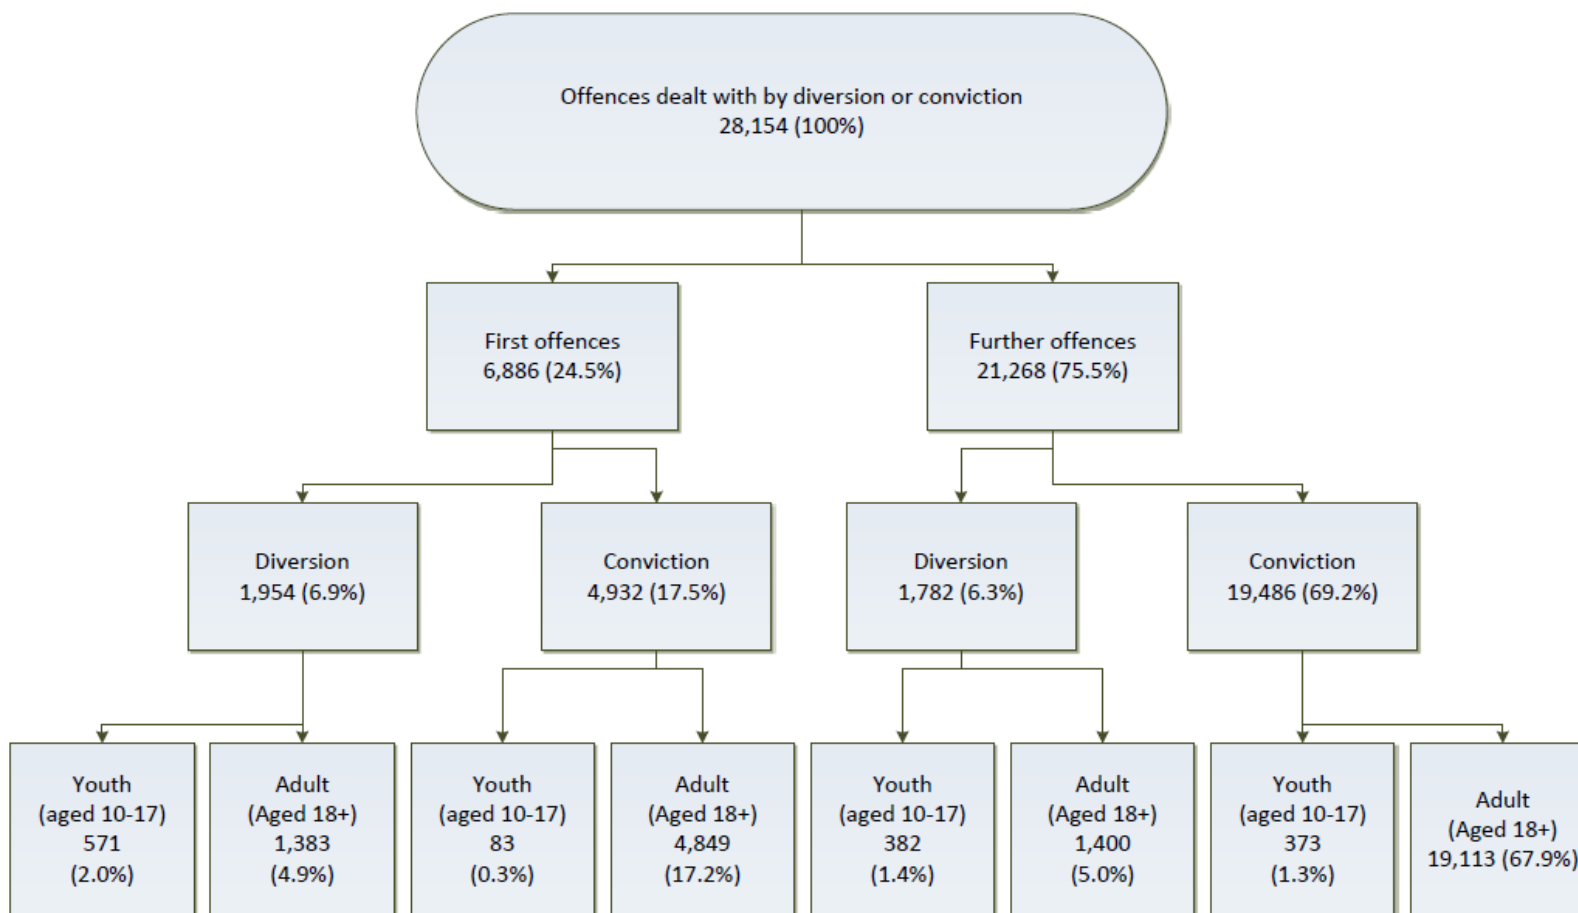 Offences dealt with by diversion or conviction
28,154 (100%)
First offences
6,886 (24.5%)
Further offences
21,268 (75.5%)
Diversion
1,954 (6.9%)
Conviction
4,932 (17.5%)
Diversion
1,782 (6.3%)
Conviction
19,486 (69.2%)
Youth
(aged 10-17)
571
(2.0%)
Adult
(Aged 18+)
1,383
(4.9%)
Youth
(aged 10-17)
83
(0.3%)
Adult
(Aged 18+)
4,849
(17.2%)
Youth
(aged 10-17)
382
(1.4%)
Adult
(Aged 18+)
1,400
(5.0%)
Youth
(aged 10-17)
373
(1.3%)
Adult
(Aged 18+)
19,113 (67.9%)